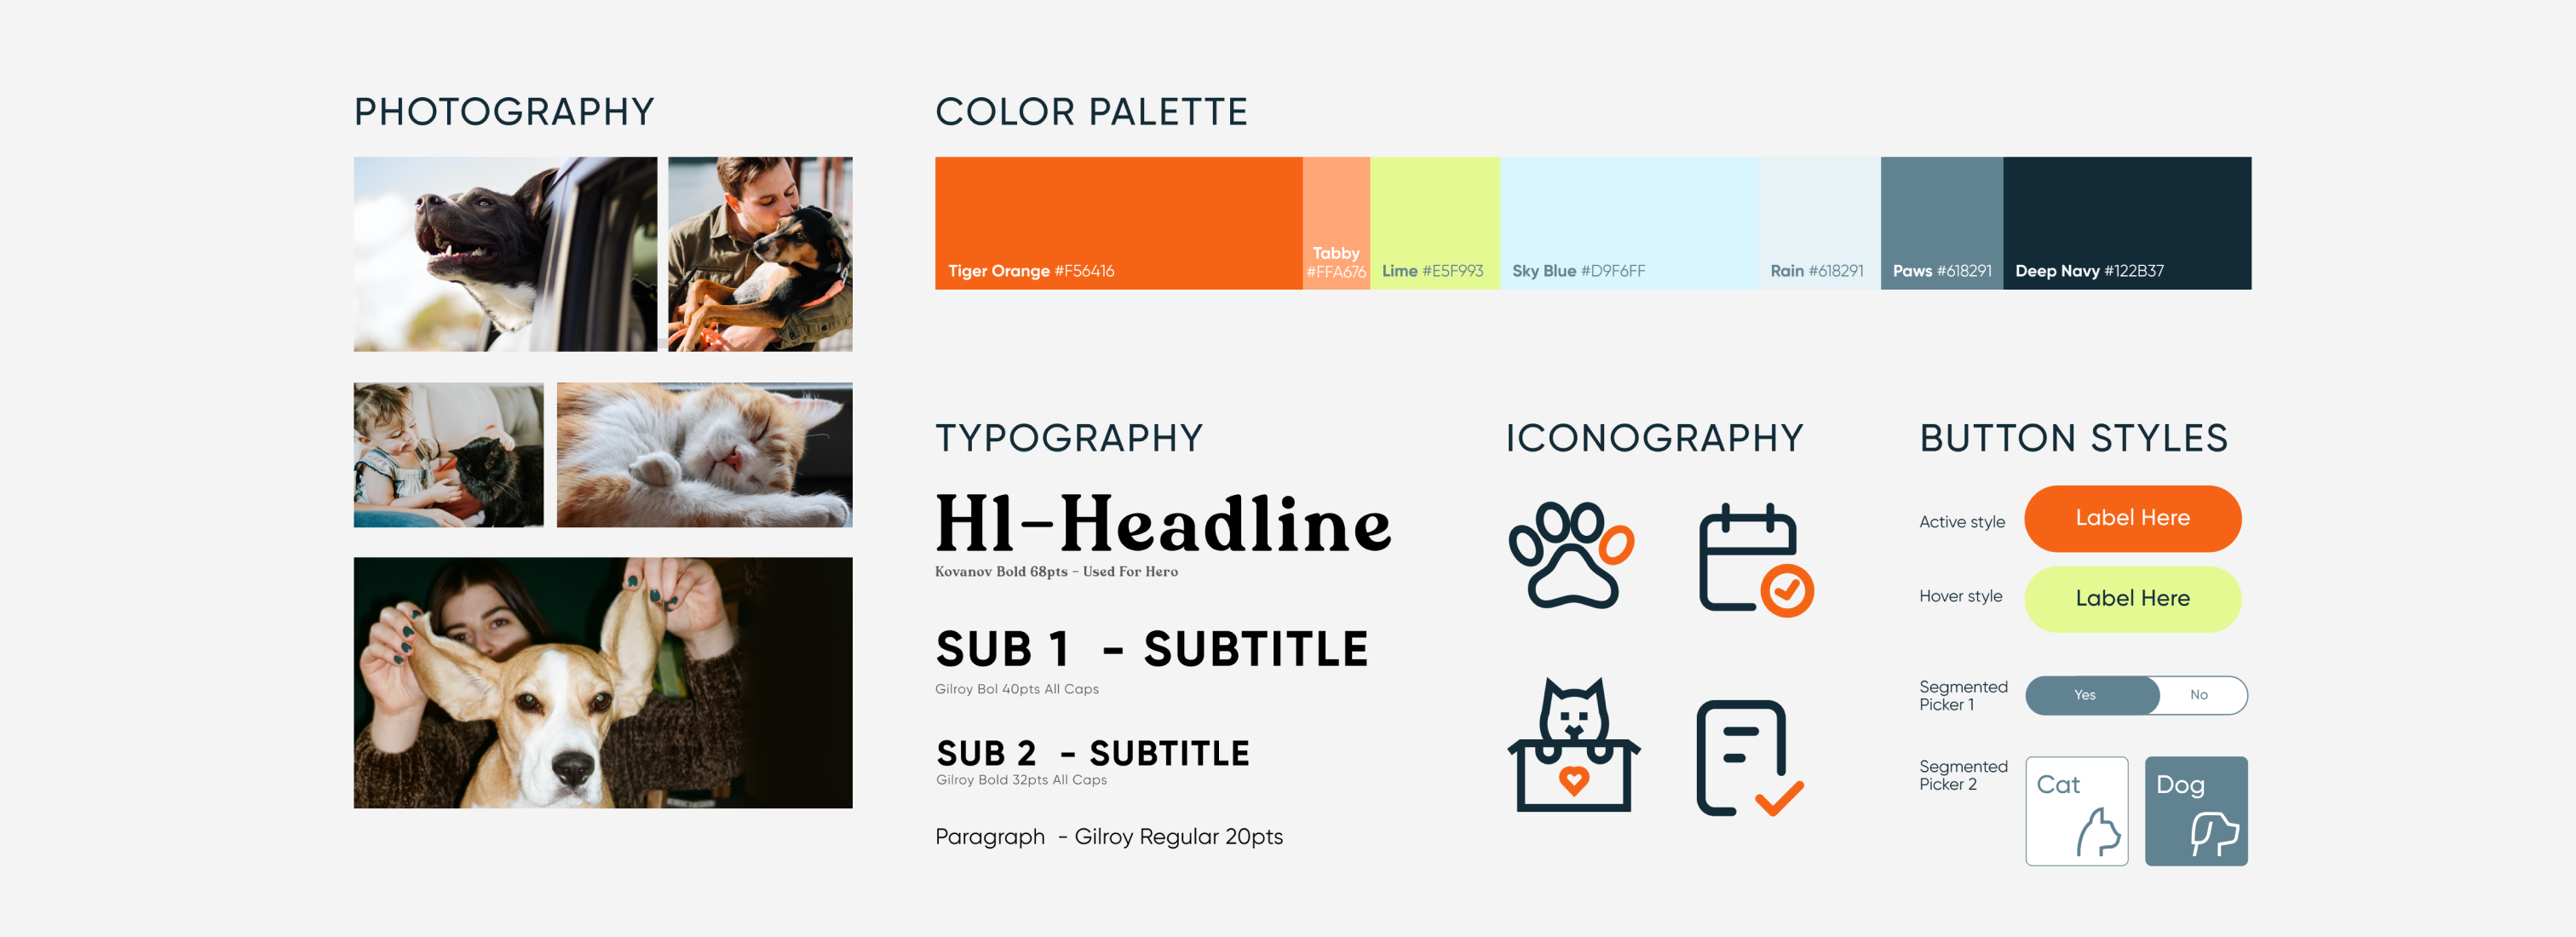 PHOTOGRAPHY
COLOR PALETTE
Tiger Orange #F56416
Tabby
#FFA676
Lime #E5F993
Sky Blue #D9F6FF
Rain #618291
Paws #618291
Deep Navy #122B37
TYPOGRAPHY
H1-Headline
Kovanov Bold 68pts - Used For Hero
SUB 1 - SUBTITLE
Gilroy Bol 40pts All Caps
SUB 2 - SUBTITLE
Gilroy Bold 32pts All Caps
Paragraph - Gilroy Regular 20pts
ICONOGRAPHY
BUTTON STYLES
Active style
Label Here
Hover style
Label Here
Segmented
Picker 1
Yes
No
Segmented
Picker 2
Cat
Dog